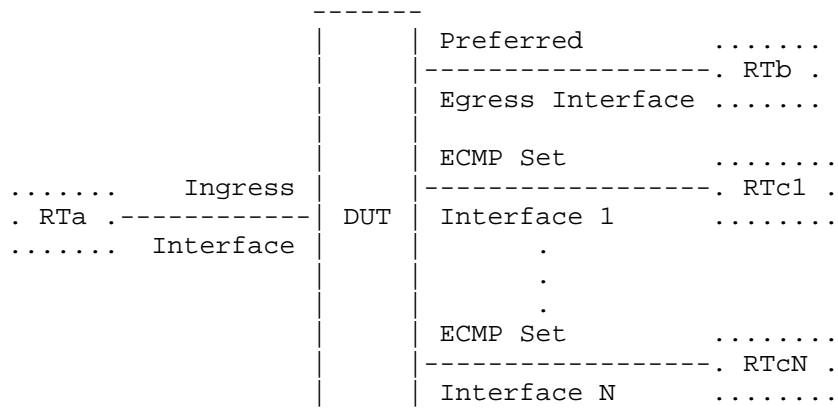 -------
| | Preferred .......
| |------------------. RTb .
| | Egress Interface .......
| |
| | ECMP Set ........
....... Ingress | |------------------. RTc1 .
. RTa .------------| DUT | Interface 1 ........
....... Interface | | .
| | .
| | .
| | ECMP Set ........
| |------------------. RTcN .
| | Interface N ........